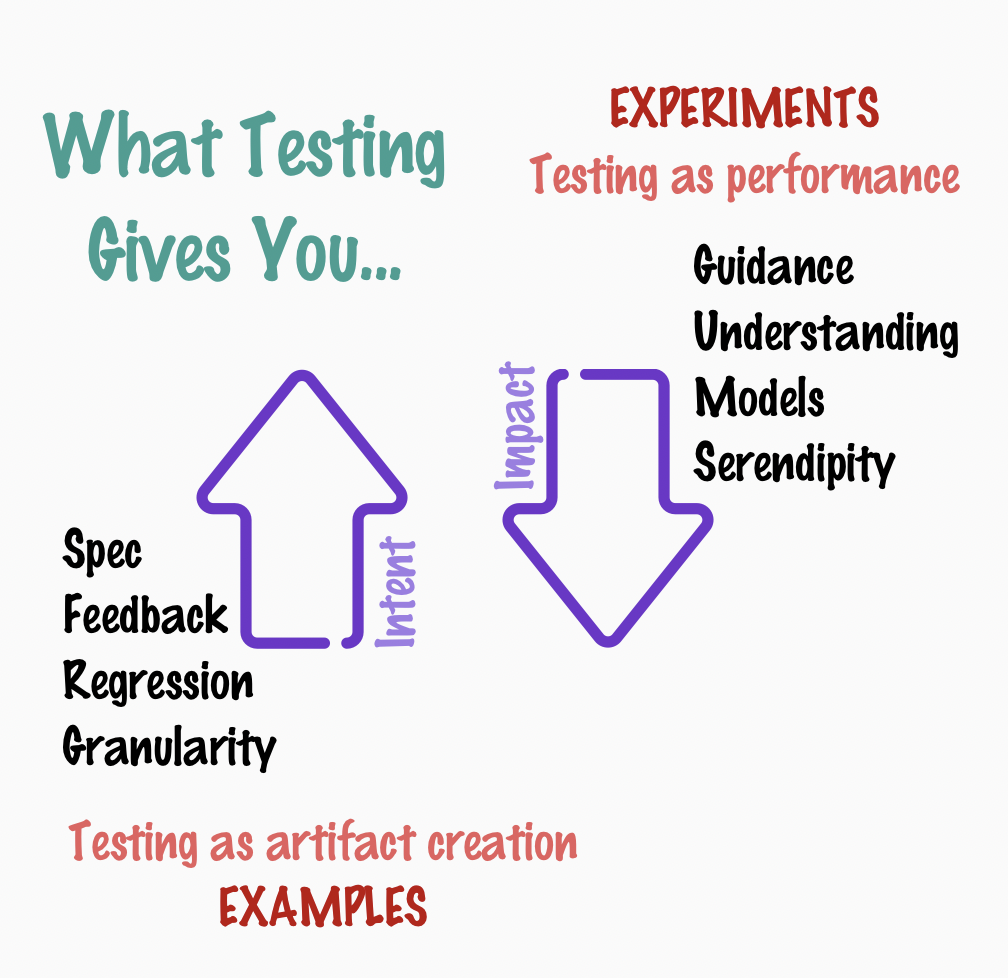 What Testing
Gives You...
EXPERIMENTS
Testing as performance
Guidance
Understanding
Models
Serendipity
Impact
Intent
Spec
Feedback
Regression
Granularity
Testing as artifact creation
EXAMPLES